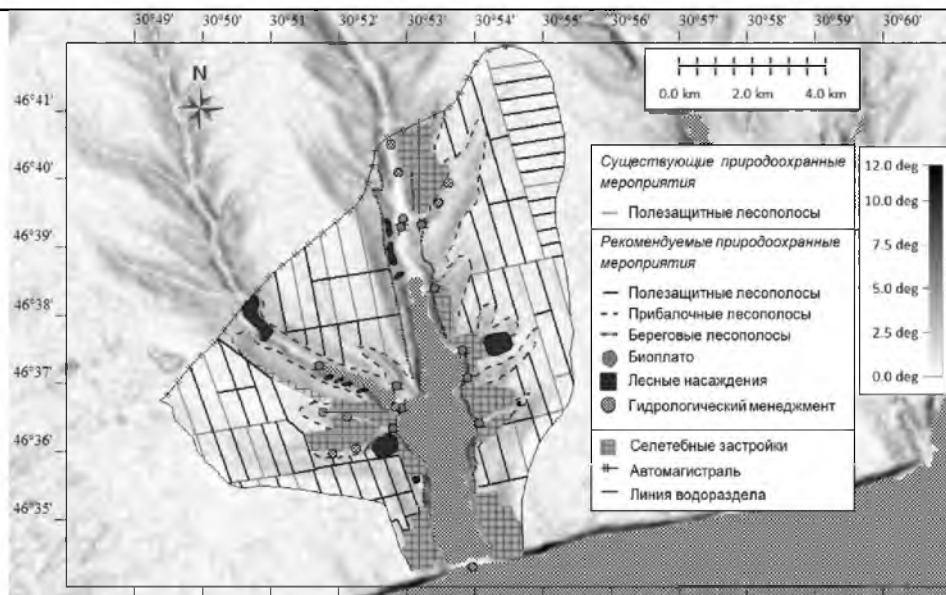 30°49' 30°50' 30°51' 30°52' 30°53' 30°54' 30°55' 30°56' 30°57' 30°58' 30°59' 30°60'
46°41'
46°40'
46°39'
46°38'
46°37'
46°36'
46°35'
N
0.0 km 2.0 km 4.0 km
Существующие природоохранные
мероприятия
Полезащитные лесополосы
Рекомендуемые природоохранные
мероприятия
Полезащитные лесополосы
Прибалочные лесополосы
Береговые лесополосы
Биоплато
Лесные насаждения
Гидрологический менеджмент
Селетебные застройки
Автомагистраль
Линия водораздела
12.0 deg
10.0 deg
7.5 deg
5.0 deg
2.5 deg
0.0 deg